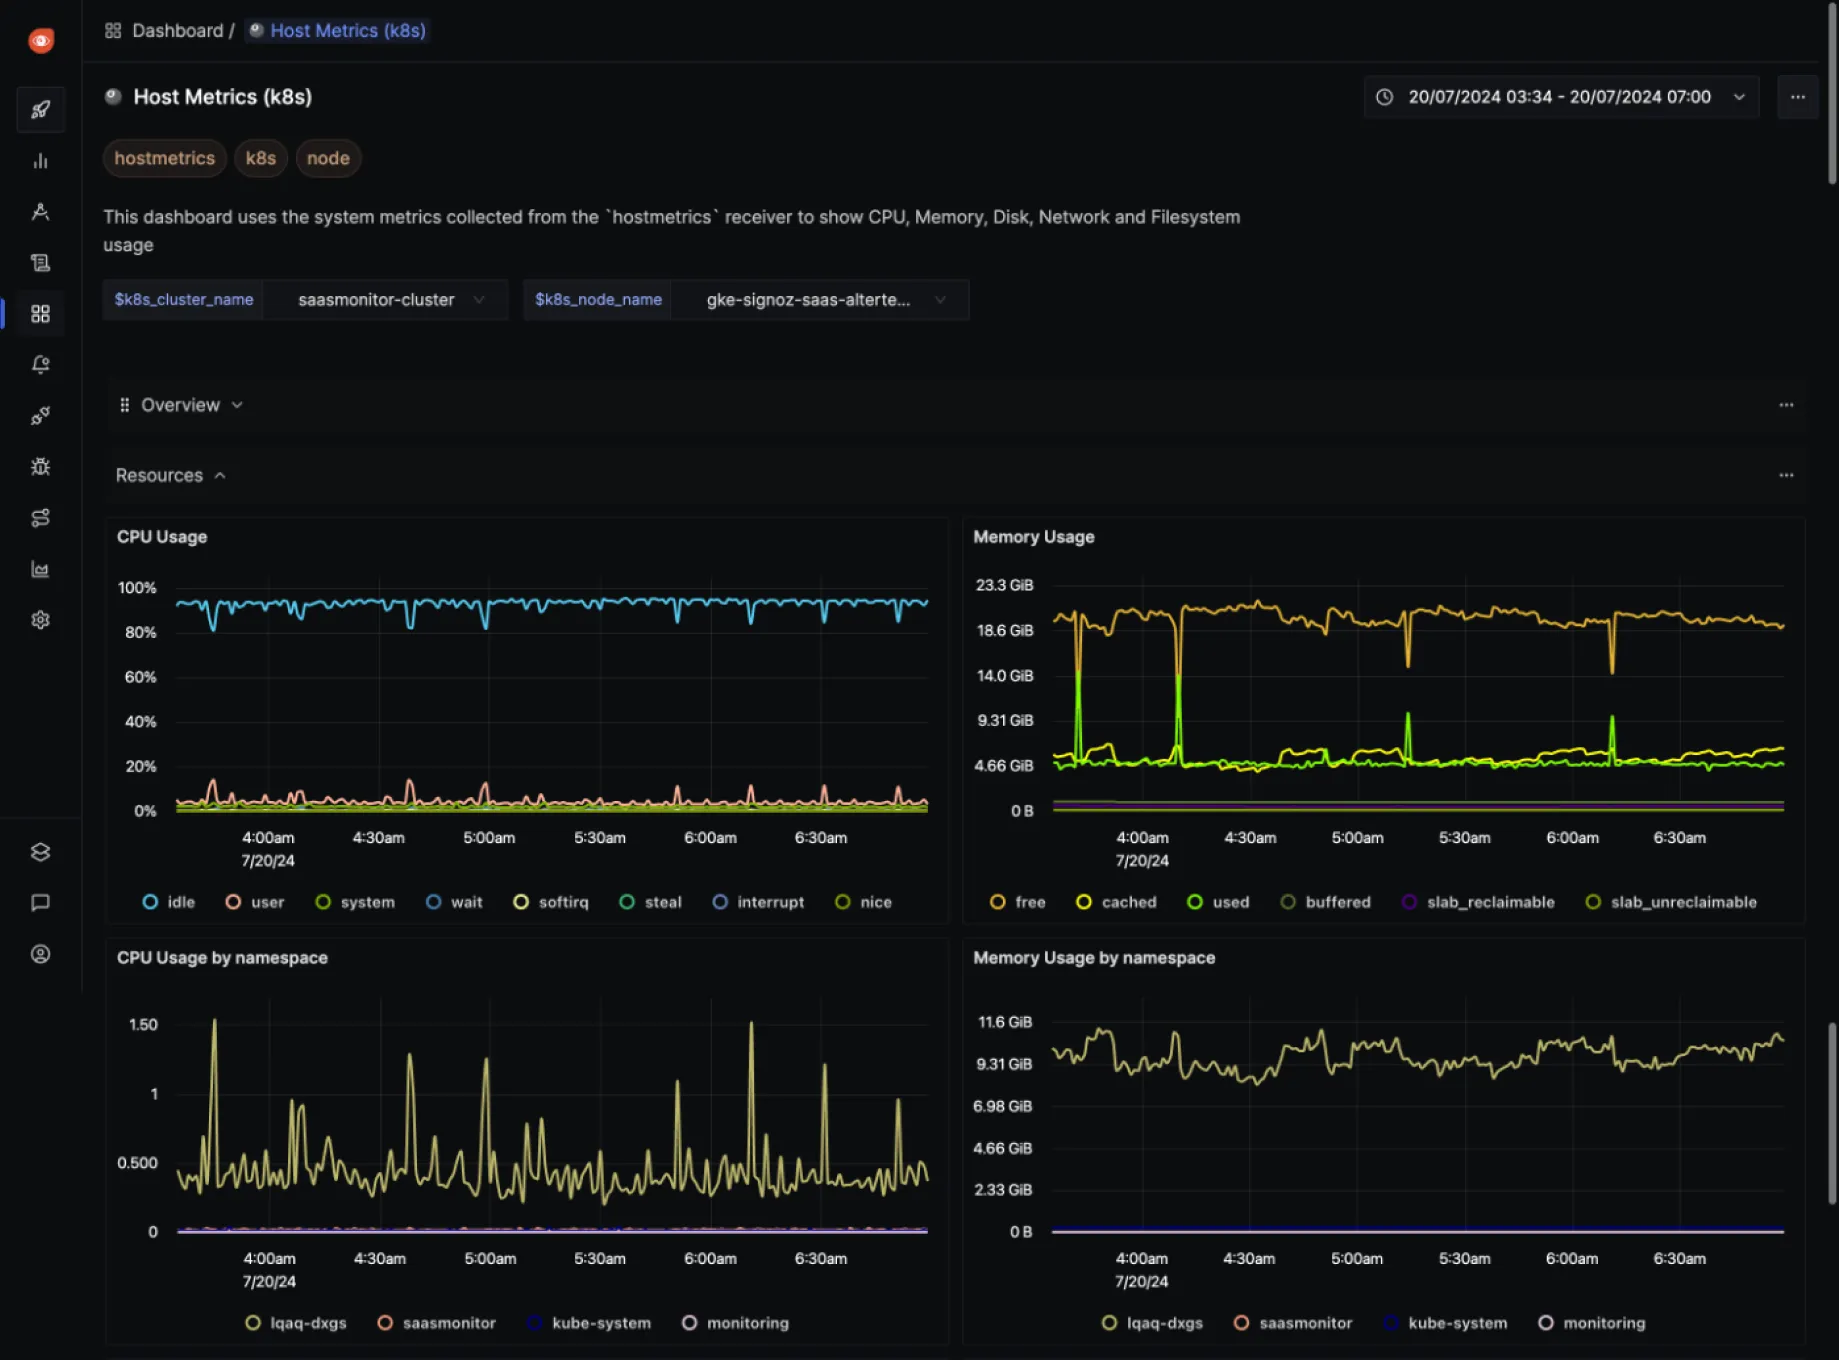 Dashboard / Host Metrics (k8s)
Host Metrics (k8s)
20/07/2024 03:34 - 20/07/2024 07:00
hostmetrics k8s node
This dashboard uses the system metrics collected from the `hostmetrics` receiver to show CPU, Memory, Disk, Network and Filesystem
usage
$k8s_cluster_name saasmonitor-cluster $k8s_node_name gke-signoz-saas-alterte...
Overview
Resources
CPU Usage
100%
80%
60%
40%
20%
0%
4:00am 4:30am 5:00am 5:30am 6:00am 6:30am
7/20/24
idle user system wait softirq steal interrupt nice
Memory Usage
23.3 GiB
18.6 GiB
14.0 GiB
9.31 GiB
4.66 GiB
0 B
4:00am 4:30am 5:00am 5:30am 6:00am 6:30am
7/20/24
free cached used buffered slab_reclaimable slab_unreclaimable
CPU Usage by namespace
1.50
1
0.500
0
4:00am 4:30am 5:00am 5:30am 6:00am 6:30am
7/20/24
lqaq-dxgs saasmonitor kube-system monitoring
Memory Usage by namespace
11.6 GiB
9.31 GiB
6.98 GiB
4.66 GiB
2.33 GiB
0 B
4:00am 4:30am 5:00am 5:30am 6:00am 6:30am
7/20/24
lqaq-dxgs saasmonitor kube-system monitoring